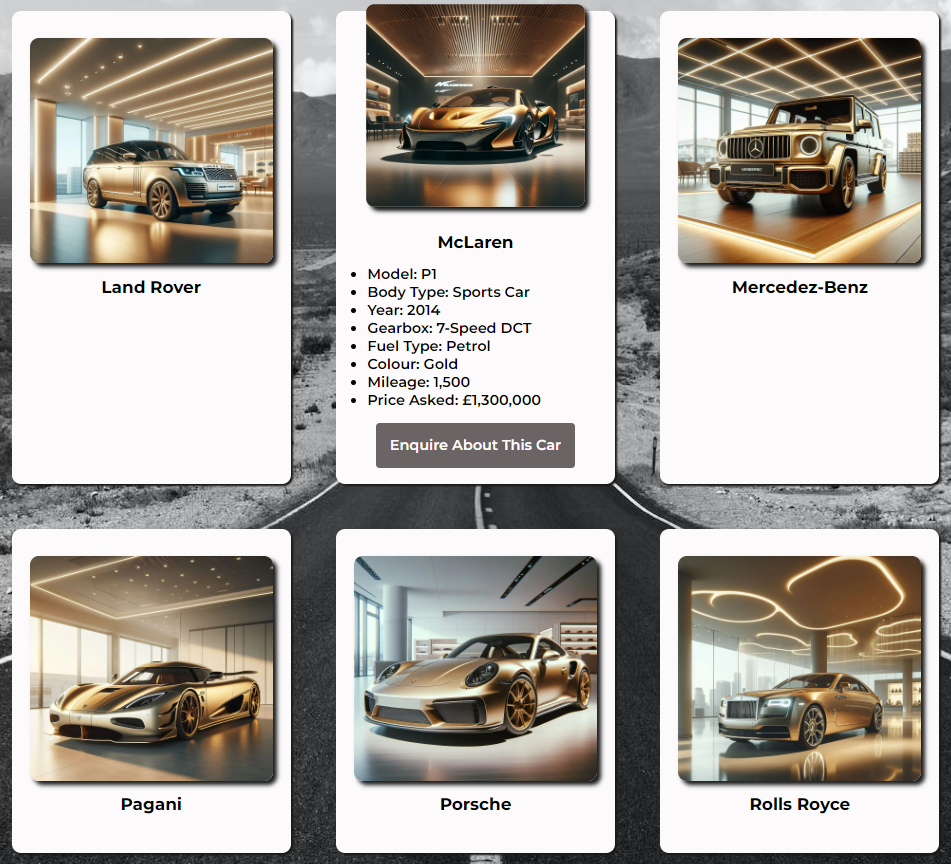 Land Rover
McLaren
Model: P1
Body Type: Sports Car
Year: 2014
Gearbox: 7-Speed DCT
Fuel Type: Petrol
Colour: Gold
Mileage: 1,500
Price Asked: £1,300,000
Enquire About This Car
Mercedez-Benz
Pagani
Porsche
Rolls Royce